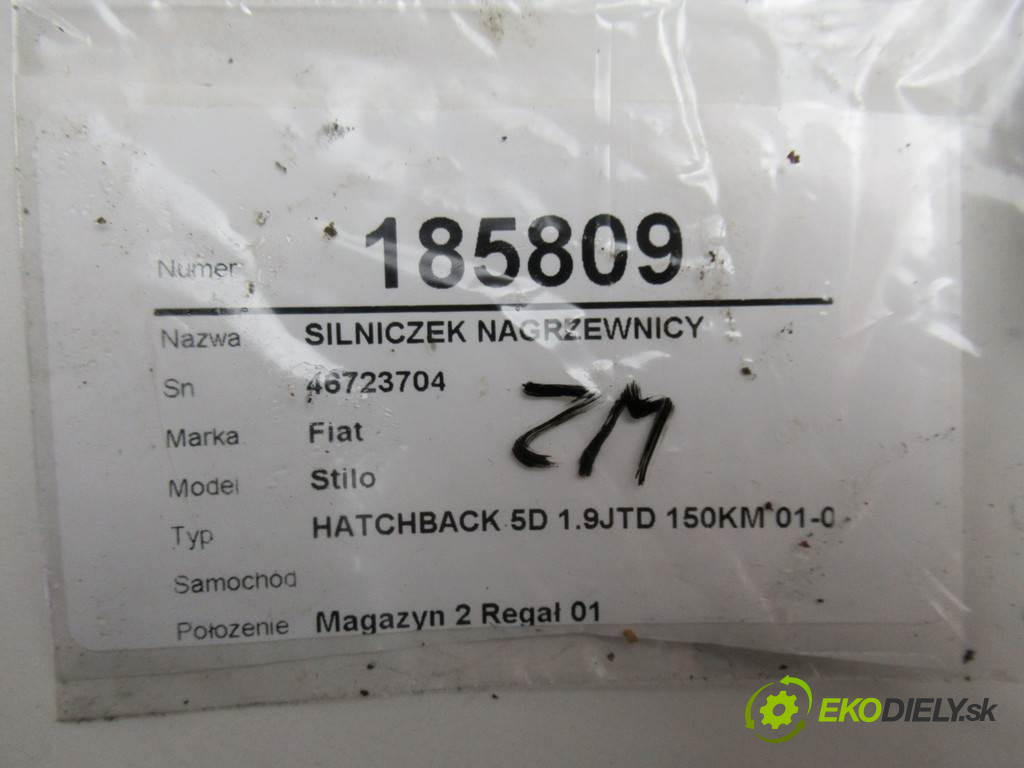 Numer 185809
Nazwa SILNICZEK NAGRZEWNICY
Sn 46723704
ZM
Marka Fiat
Model Stilo
Typ HATCHBACK 5D 1.9JTD 150KM 01-0
Samochód
Położenie Magazyn 2 Regał 01
EKODIELY.sk